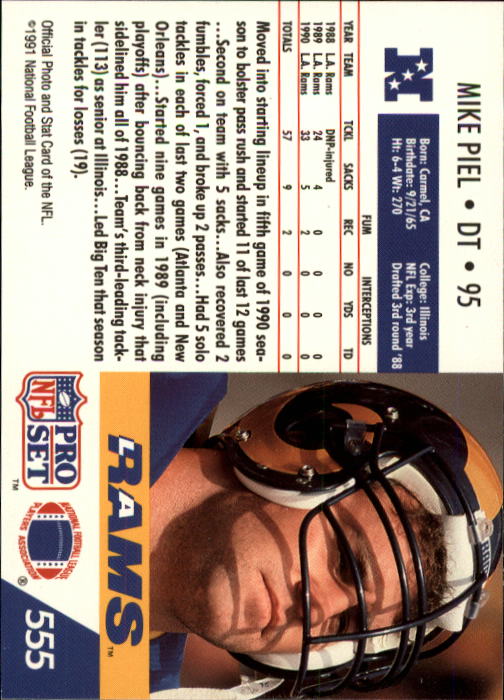 MIKE PIEL • DT • 95
Born: Carmel, CA
Birthdate: 9/21/65
Ht: 6-4 Wt: 270
College: Illinois
NFL Exp: 3rd year
Drafted 3rd round '88
FUM INTERCEPTIONS
YEAR TEAM TCKL SACKS REC NO YDS TD
1988 L.A. Rams DNP-Injured
1989 L.A. Rams 24 4 0 0 0 0
1990 L.A. Rams 33 5 2 0 0 0
TOTALS 57 9 2 0 0 0
Moved into starting lineup in fifth game of 1990 sea-
son to bolster pass rush and started 11 of last 12 games
...Second on team with 5 sacks...Also recovered 2
fumbles, forced 1, and broke up 2 passes...Had 5 solo
tackles in each of last two games (Atlanta and New
Orleans)...Started nine games in 1989 (including
playoffs) after bouncing back from neck injury that
sidelined him all of 1988...Team's third-leading tack-
ler (113) as senior at Illinois...Led Big Ten that season
in tackles for losses (19).
Official Photo and Stat Card of the NFL.
©1991 National Football League.
RAMS™
PRO
NFL SET™
NATIONAL FOOTBALL LEAGUE
PLAYERS ASSOCIATION
®
555